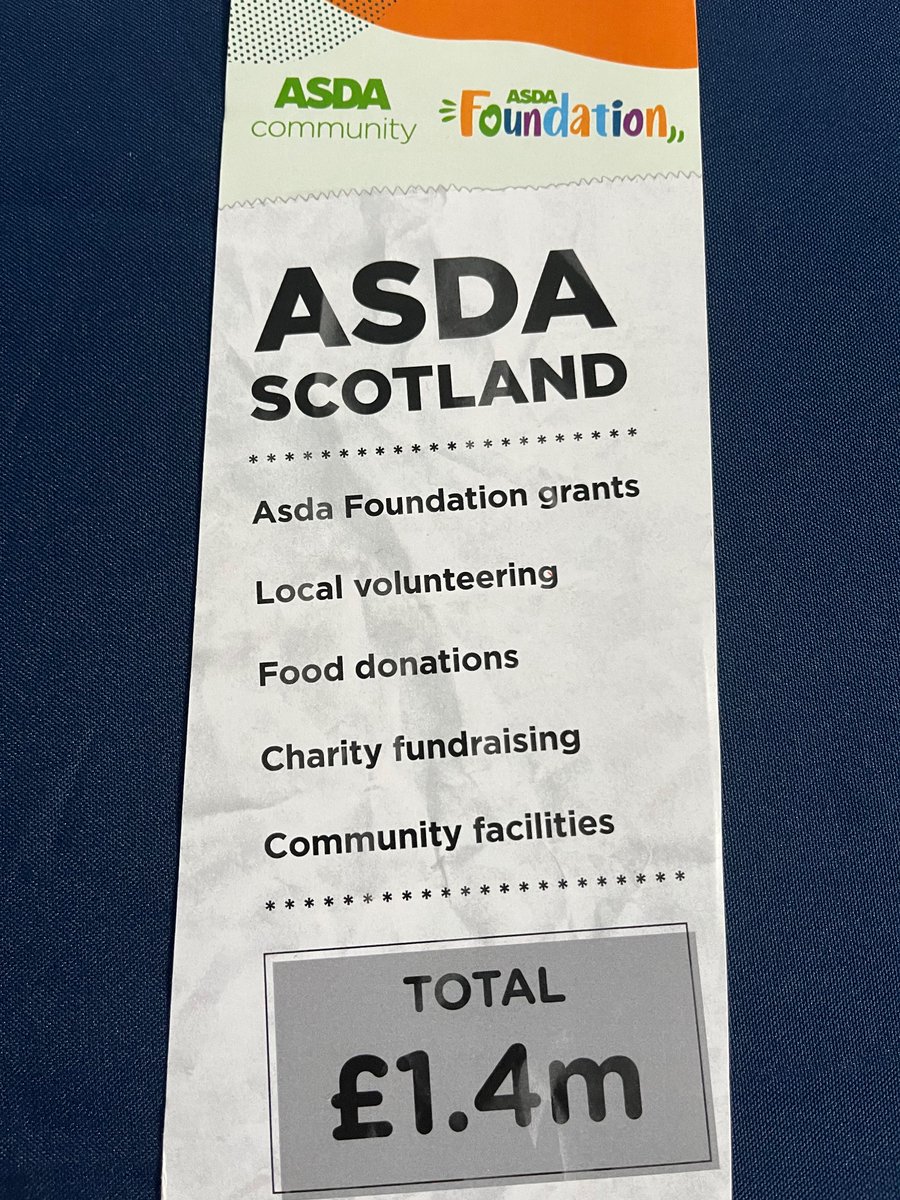 ASDA
community
ASDA
Foundation
ASDA
SCOTLAND
**********************
Asda Foundation grants
Local volunteering
Food donations
Charity fundraising
Community facilities
**********************
TOTAL
£1.4m